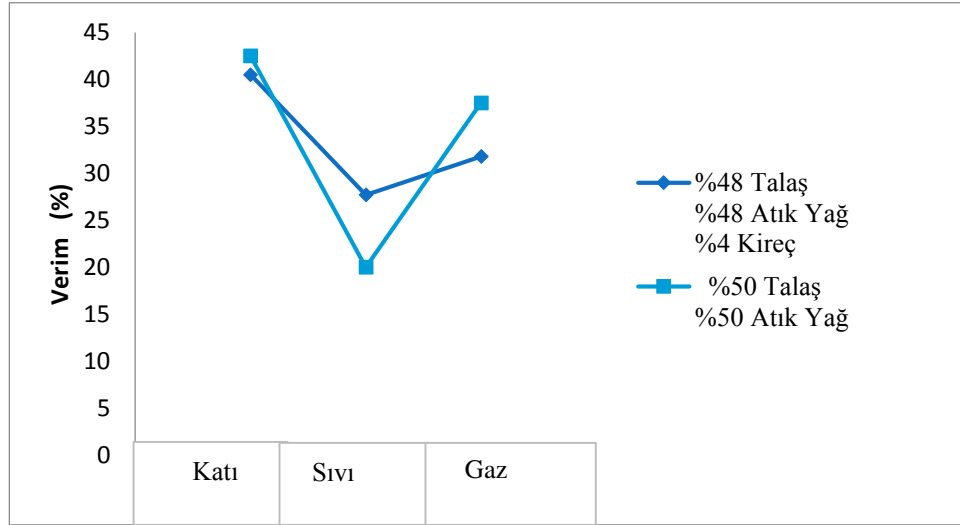 45
40
35
30
25
20
15
10
5
0
Verim (%)
Katı
Sıvı
Gaz
%48 Talaş
%48 Atık Yağ
%4 Kireç
%50 Talaş
%50 Atık Yağ